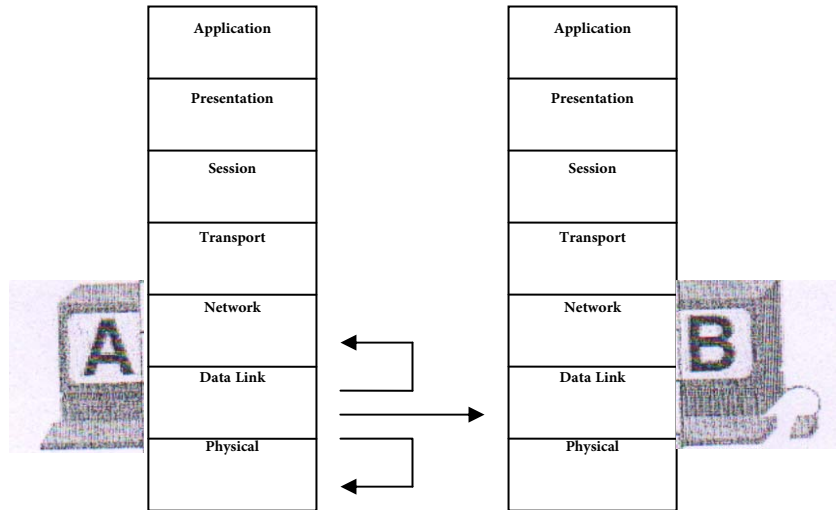 Application
Presentation
Session
Transport
Network
Data Link
Physical
A
Application
Presentation
Session
Transport
Network
Data Link
Physical
B